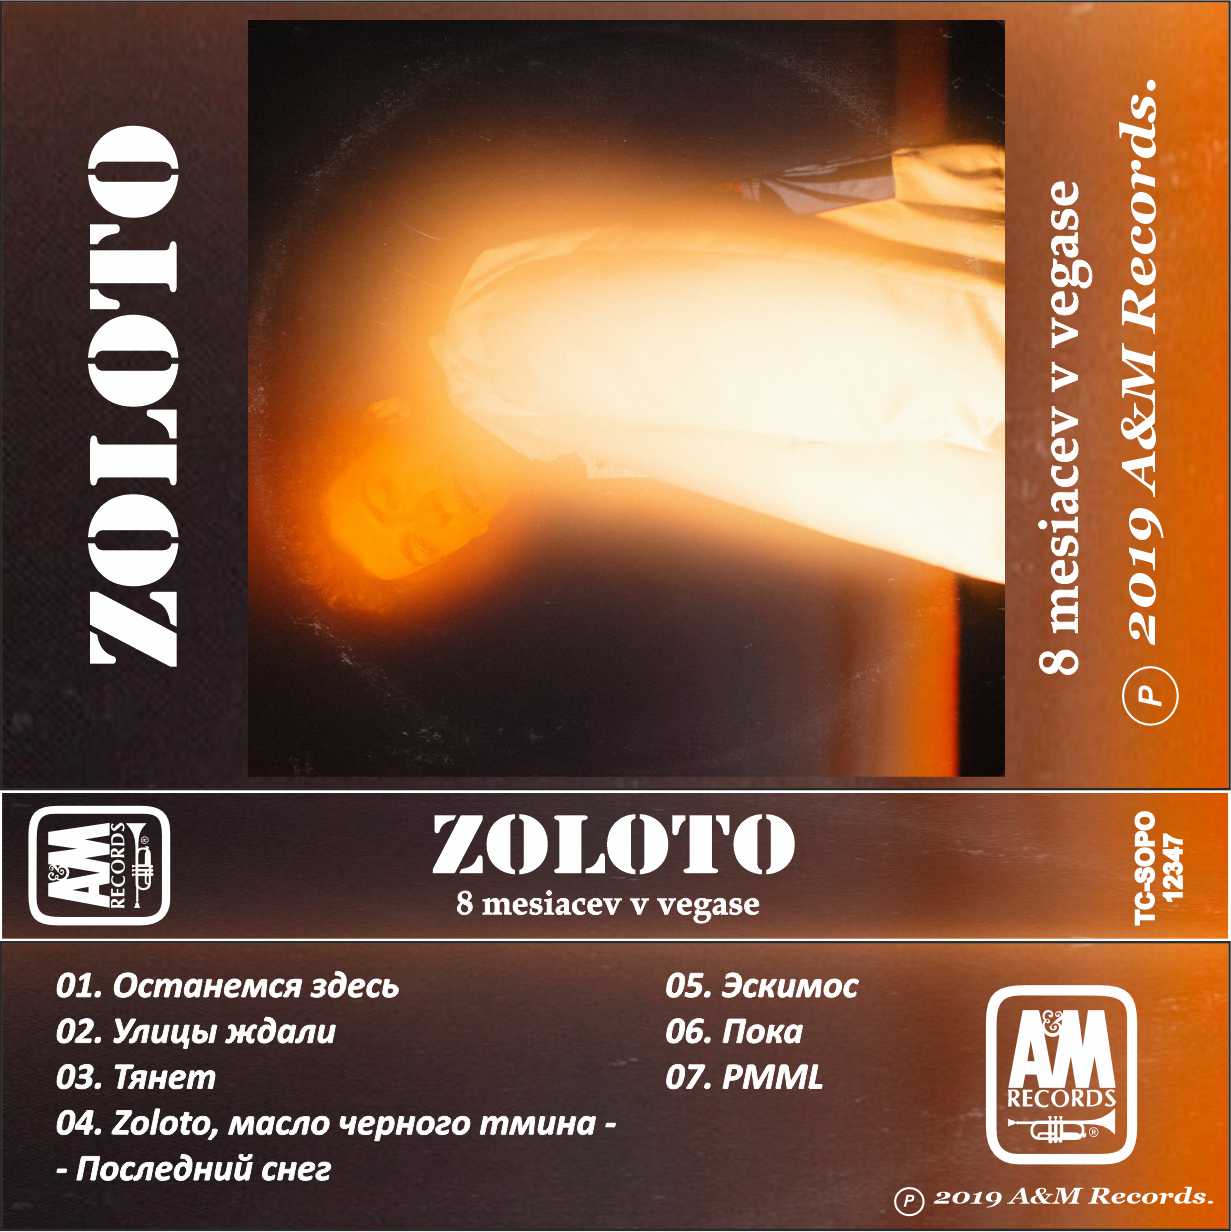 ZOLOTO
8 mesiacev v vegase
P 2019 A&M Records.
A&M
RECORDS
®
ZOLOTO
8 mesiacev v vegase
TC-SOPO
12347
01. Останемся здесь
02. Улицы ждали
03. Тянет
04. Zoloto, масло черного тмина -
- Последний снег
05. Эскимос
06. Пока
07. PMML
A&M
RECORDS
®
P 2019 A&M Records.